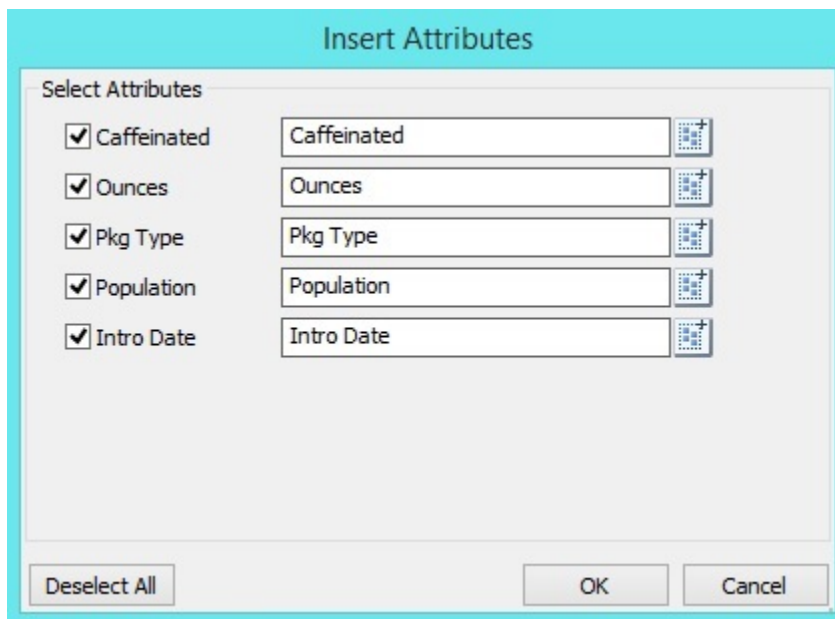 Insert Attributes
Select Attributes
Caffeinated Caffeinated
Ounces Ounces
Pkg Type Pkg Type
Population Population
Intro Date Intro Date
Deselect All OK Cancel